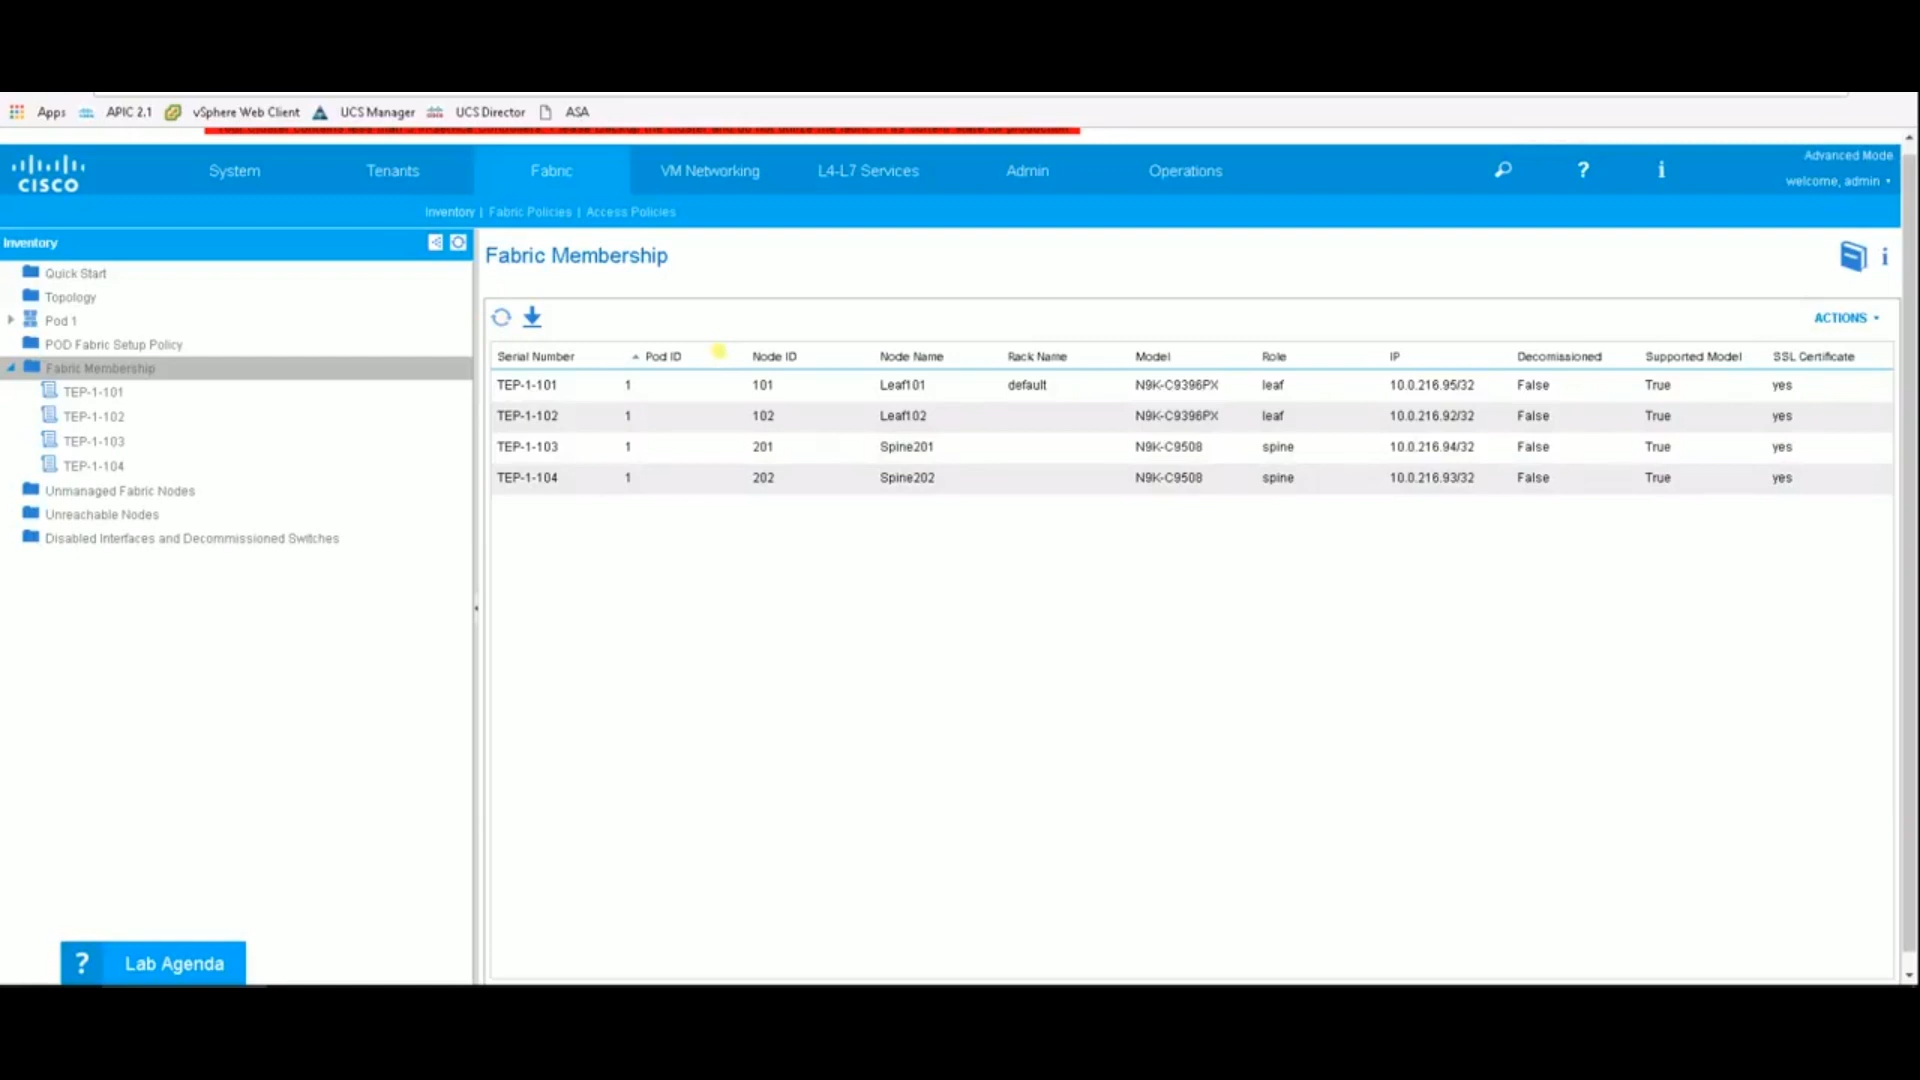 Apps APIC 2.1 vSphere Web Client UCS Manager UCS Director ASA
CISCO System Tenants Fabric VM Networking L4-L7 Services Admin Operations ? i Advanced Mode
welcome, admin
Inventory | Fabric Policies | Access Policies
Inventory
Quick Start
Topology
Pod 1
POD Fabric Setup Policy
Fabric Membership
TEP-1-101
TEP-1-102
TEP-1-103
TEP-1-104
Unmanaged Fabric Nodes
Unreachable Nodes
Disabled Interfaces and Decommissioned Switches
? Lab Agenda
Fabric Membership i
ACTIONS
Serial Number Pod ID Node ID Node Name Rack Name Model Role IP Decomissioned Supported Model SSL Certificate
TEP-1-101 1 101 Leaf101 default N9K-C9396PX leaf 10.0.216.95/32 False True yes
TEP-1-102 1 102 Leaf102 N9K-C9396PX leaf 10.0.216.92/32 False True yes
TEP-1-103 1 201 Spine201 N9K-C9508 spine 10.0.216.94/32 False True yes
TEP-1-104 1 202 Spine202 N9K-C9508 spine 10.0.216.93/32 False True yes